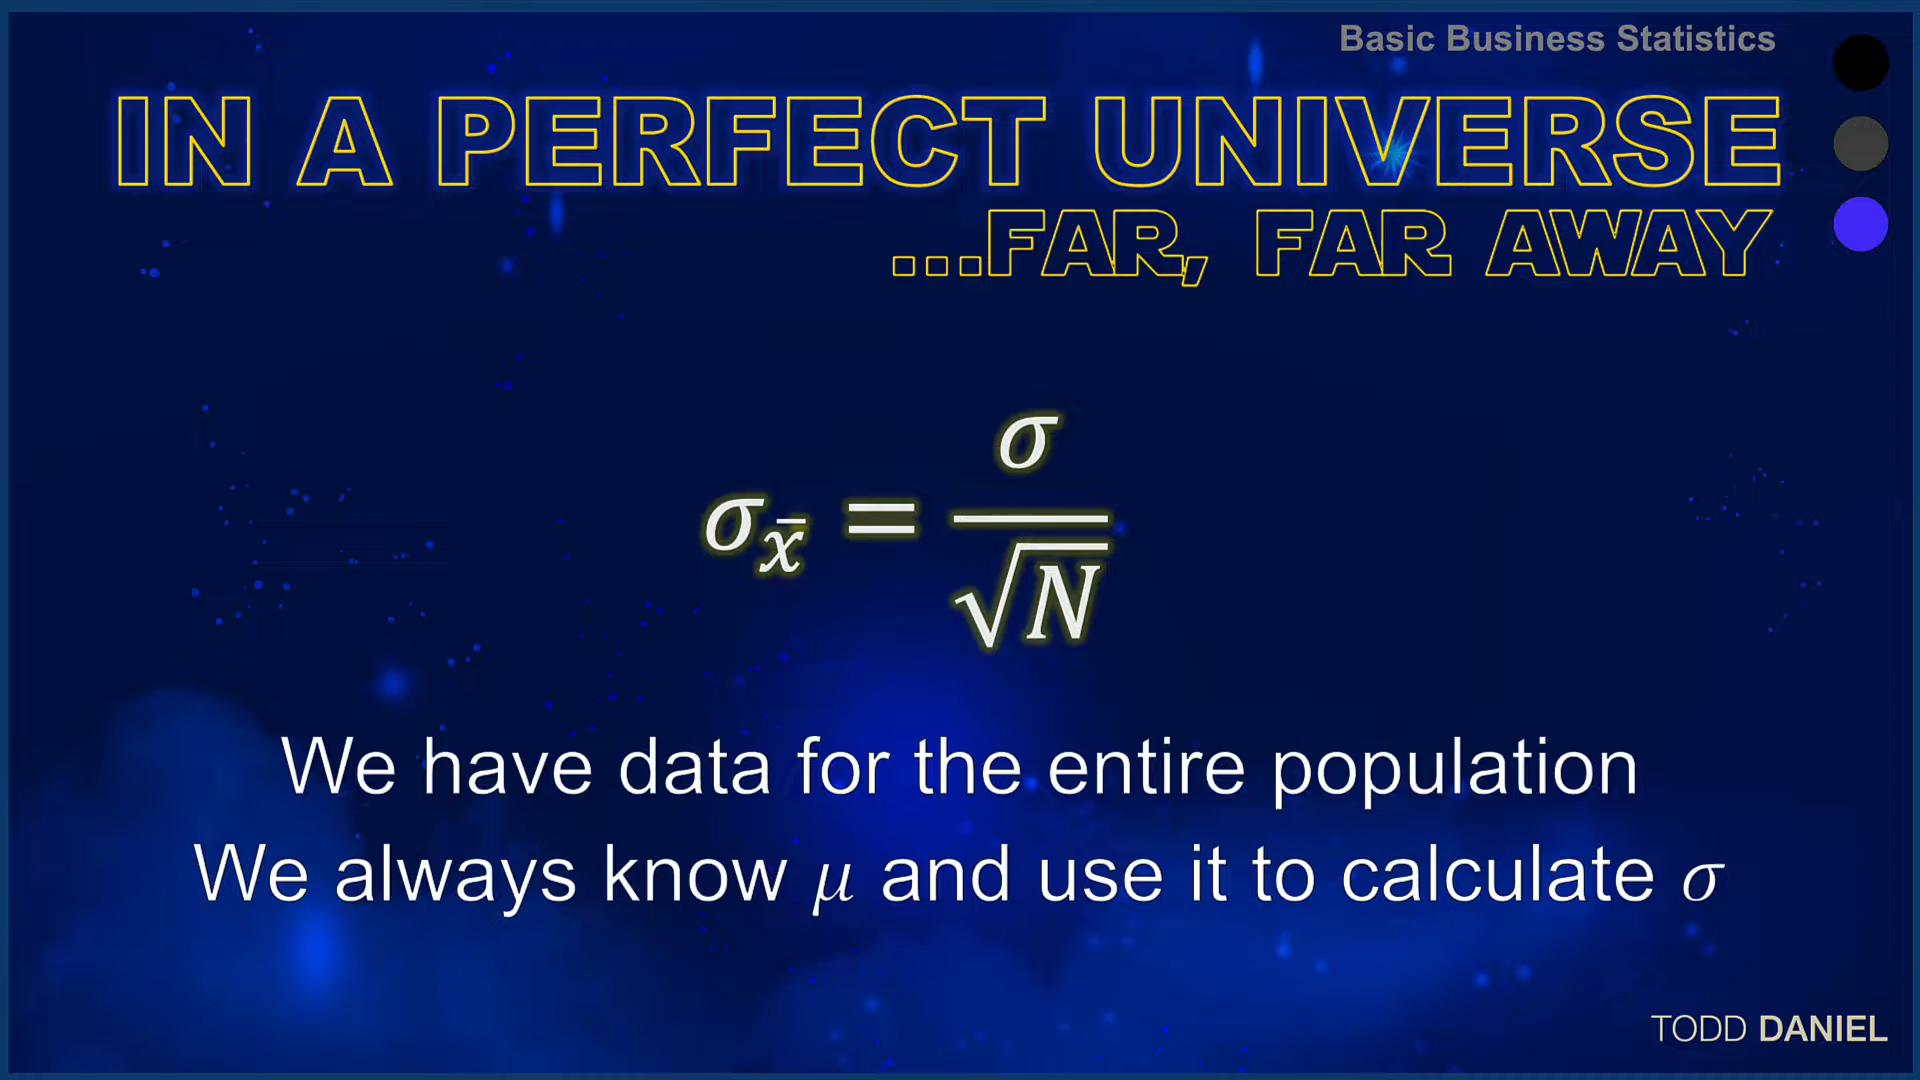 Basic Business Statistics
IN A PERFECT UNIVERSE
...FAR, FAR AWAY
σx̄ = σ/√N
We have data for the entire population
We always know μ and use it to calculate σ
TODD DANIEL